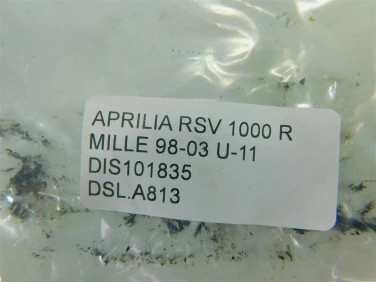 APRILIA RSV 1000 R
MILLE 98-03 U-11
DIS101835
DSL.A813